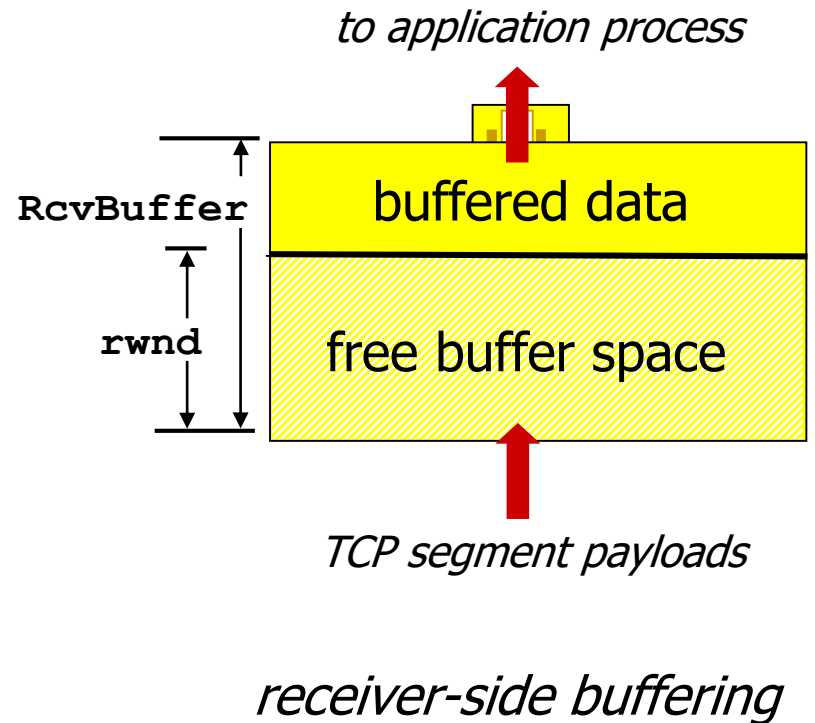 to application process
RcvBuffer
buffered data
rwnd
free buffer space
TCP segment payloads
receiver-side buffering